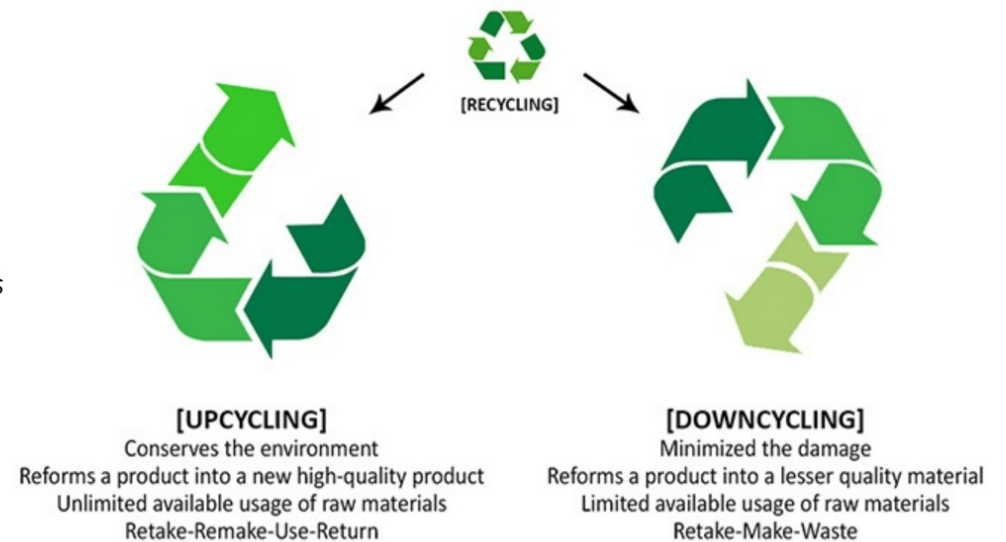 [RECYCLING]
s
[UPCYCLING]
Conserves the environment
Reforms a product into a new high-quality product
Unlimited available usage of raw materials
Retake-Remake-Use-Return
[DOWNCYCLING]
Minimized the damage
Reforms a product into a lesser quality material
Limited available usage of raw materials
Retake-Make-Waste